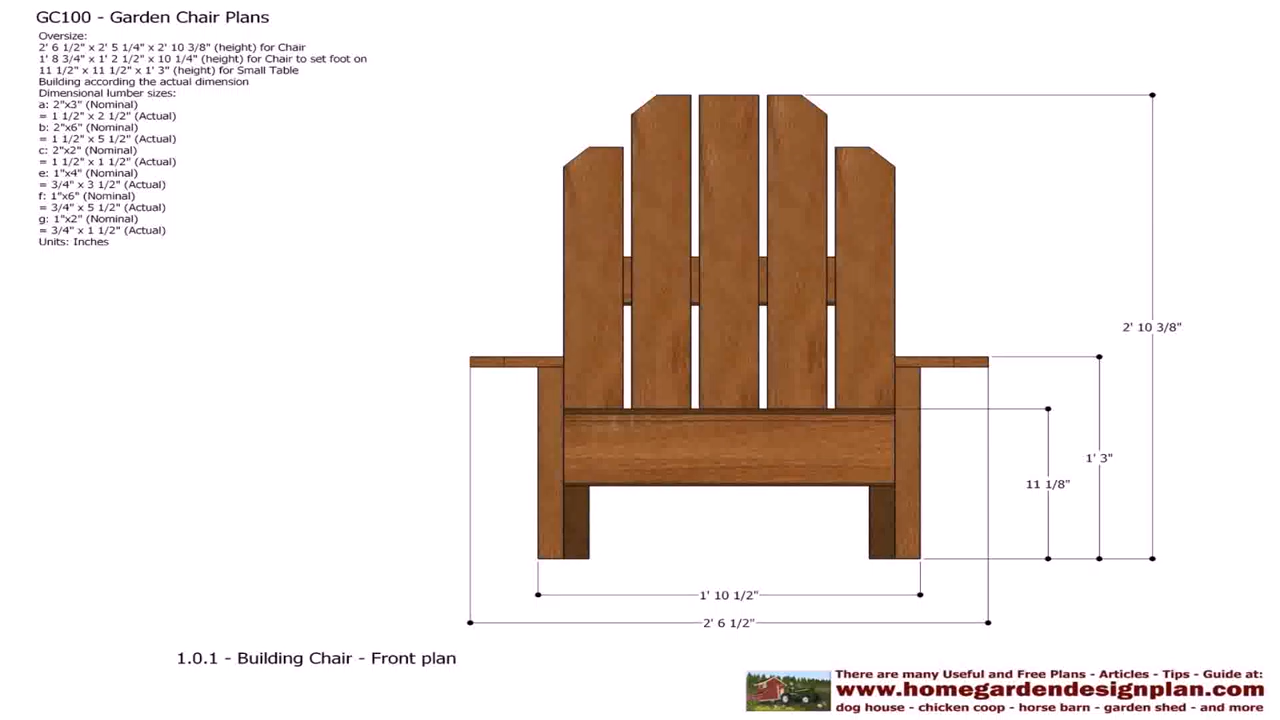 GC100 - Garden Chair Plans
Oversize:
2' 6 1/2" x 2' 5 1/4" x 2' 10 3/8" (height) for Chair
1' 8 3/4" x 1' 2 1/2" x 10 1/4" (height) for Chair to set foot on
11 1/2" x 11 1/2" x 1' 3" (height) for Small Table
Building according the actual dimension
Dimensional lumber sizes:
a: 2"x3" (Nominal)
= 1 1/2" x 2 1/2" (Actual)
b: 2"x6" (Nominal)
= 1 1/2" x 5 1/2" (Actual)
c: 2"x2" (Nominal)
= 1 1/2" x 1 1/2" (Actual)
e: 1"x4" (Nominal)
= 3/4" x 3 1/2" (Actual)
f: 1"x6" (Nominal)
= 3/4" x 5 1/2" (Actual)
g: 1"x2" (Nominal)
= 3/4" x 1 1/2" (Actual)
Units: Inches
2' 10 3/8"
1' 3"
11 1/8"
1' 10 1/2"
2' 6 1/2"
1.0.1 - Building Chair - Front plan
There are many Useful and Free Plans - Articles - Tips - Guide at:
www.homegardendesignplan.com
dog house - chicken coop - horse barn - garden shed - and more